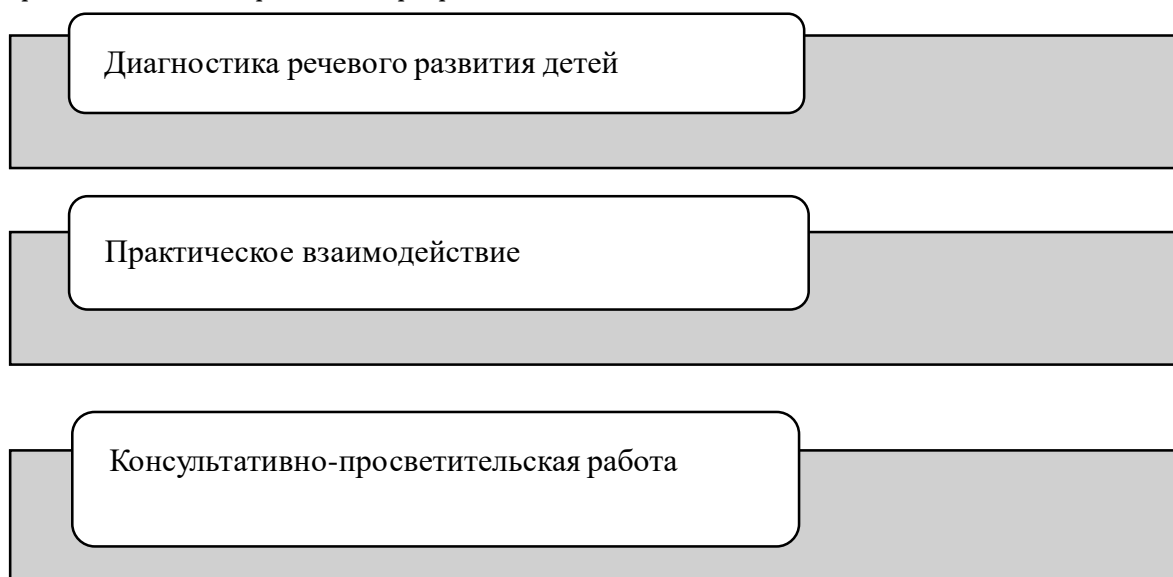 Диагностика речевого развития детей
Практическое взаимодействие
Консультативно-просветительская работа